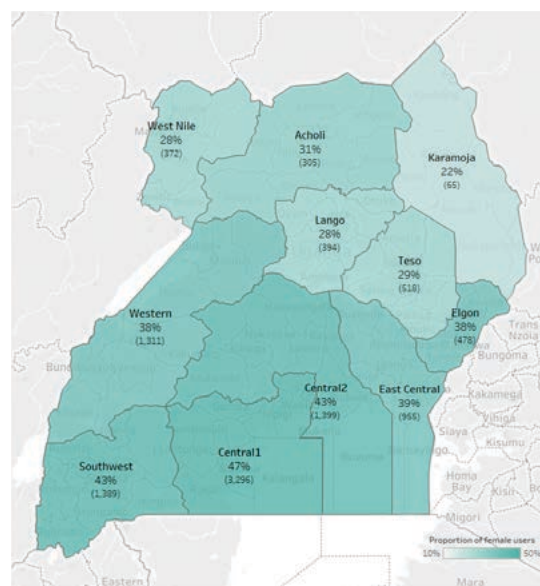 West Nile
28%
(372)
Acholi
31%
(305)
Karamoja
22%
(65)
Lango
28%
(394)
Teso
29%
(518)
Elgon
38%
(478)
Western
38%
(1,311)
Central2
43%
(1,399)
East Central
39%
(955)
Southwest
43%
(1,389)
Central1
47%
(3,296)
Trans
Nzoia
Bungoma
Kakamega
Vihiga
Siaya
Kisumu
Homa
Bay
Kisii
Migori
Mara
Eastern
Proportion of female users
10%
50%